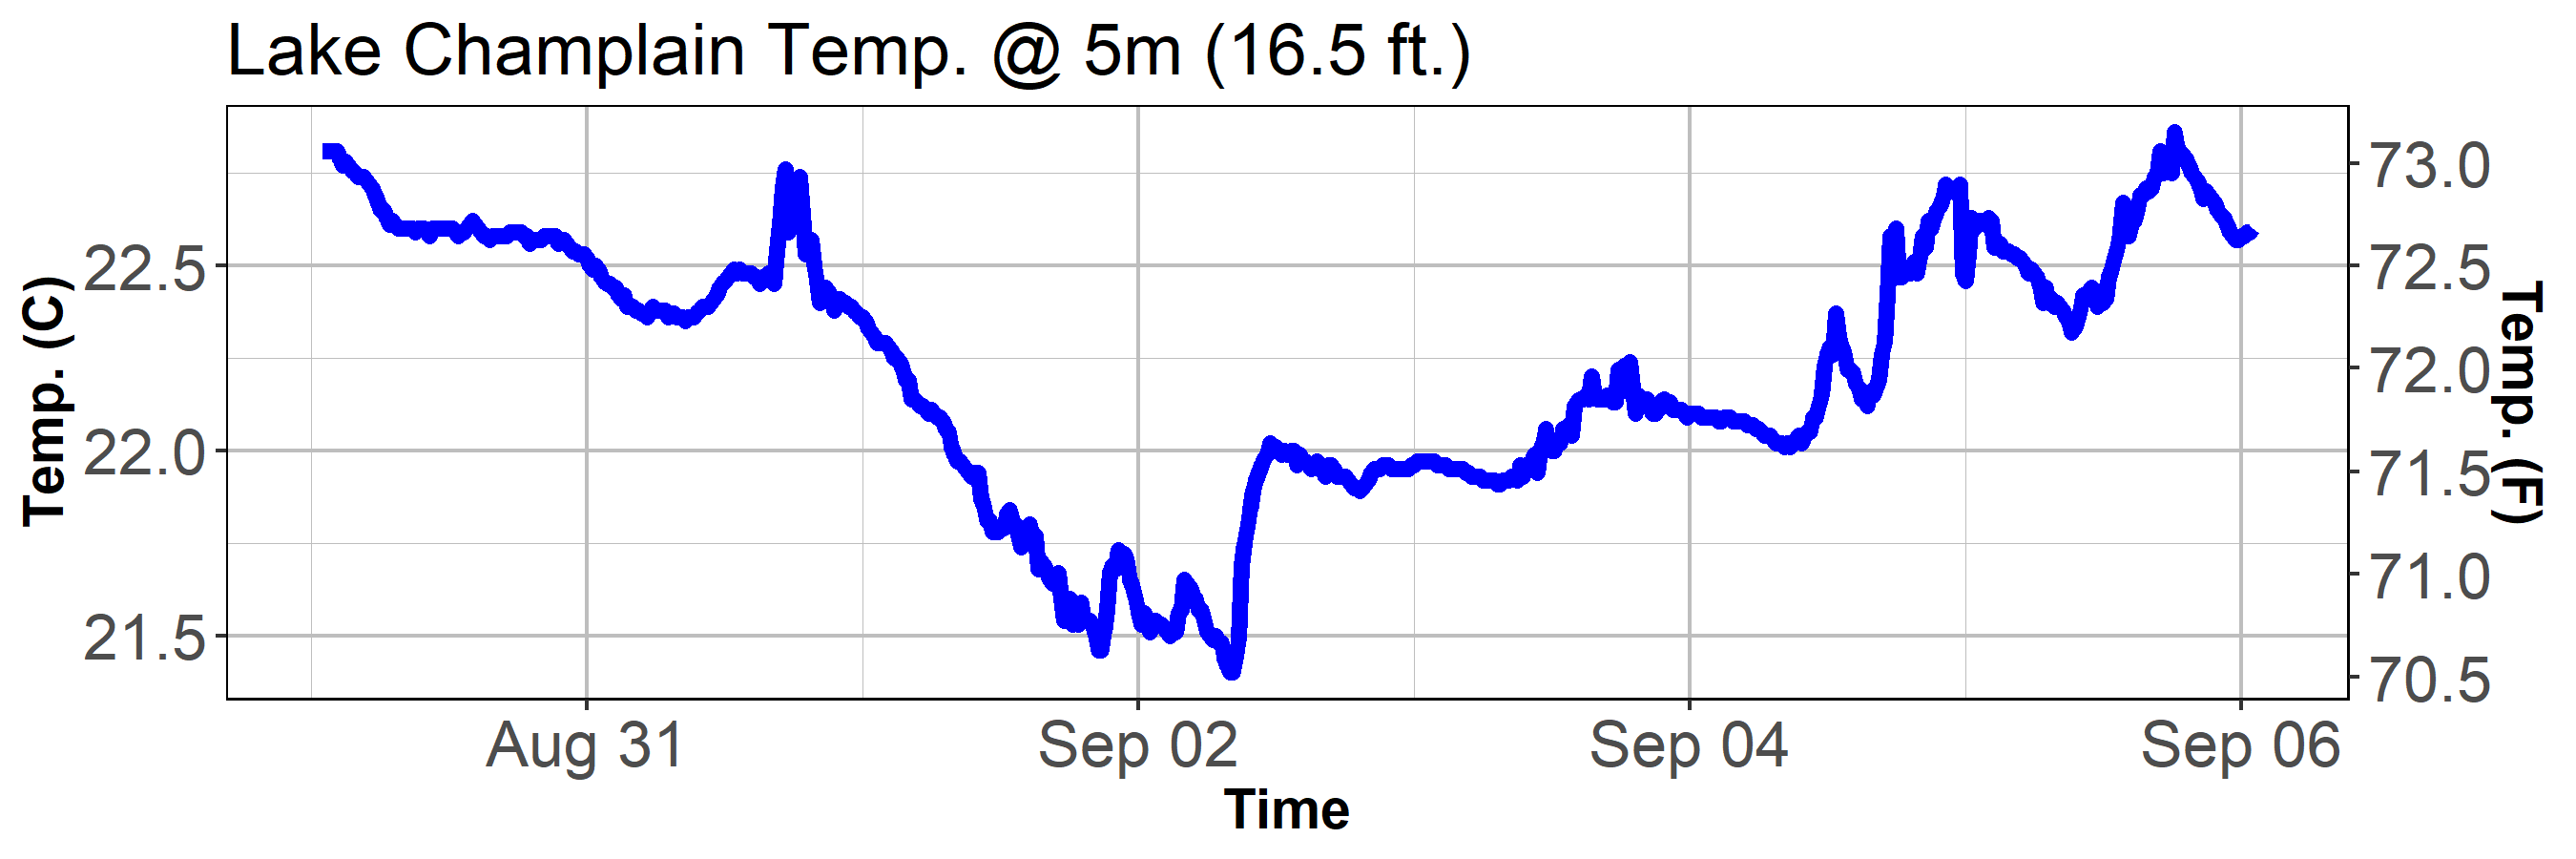 Lake Champlain Temp. @ 5m (16.5 ft.)
Temp. (C)
22.5
22.0
21.5
73.0
72.5
72.0
71.5
71.0
70.5
Temp. (F)
Aug 31
Sep 02
Sep 04
Sep 06
Time